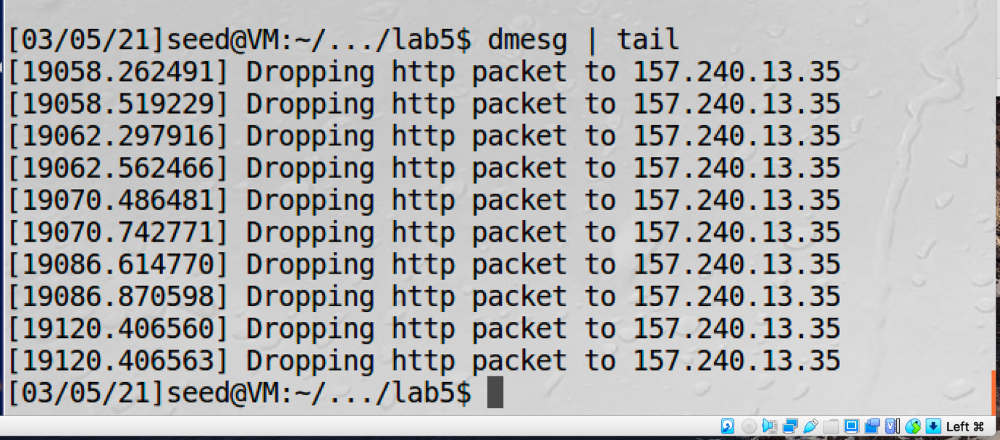 [03/05/21]seed@VM:~/.../lab5$ dmesg | tail
[19058.262491] Dropping http packet to 157.240.13.35
[19058.519229] Dropping http packet to 157.240.13.35
[19062.297916] Dropping http packet to 157.240.13.35
[19062.562466] Dropping http packet to 157.240.13.35
[19070.486481] Dropping http packet to 157.240.13.35
[19070.742771] Dropping http packet to 157.240.13.35
[19086.614770] Dropping http packet to 157.240.13.35
[19086.870598] Dropping http packet to 157.240.13.35
[19120.406560] Dropping http packet to 157.240.13.35
[19120.406563] Dropping http packet to 157.240.13.35
[03/05/21]seed@VM:~/.../lab5$
Left ⌘